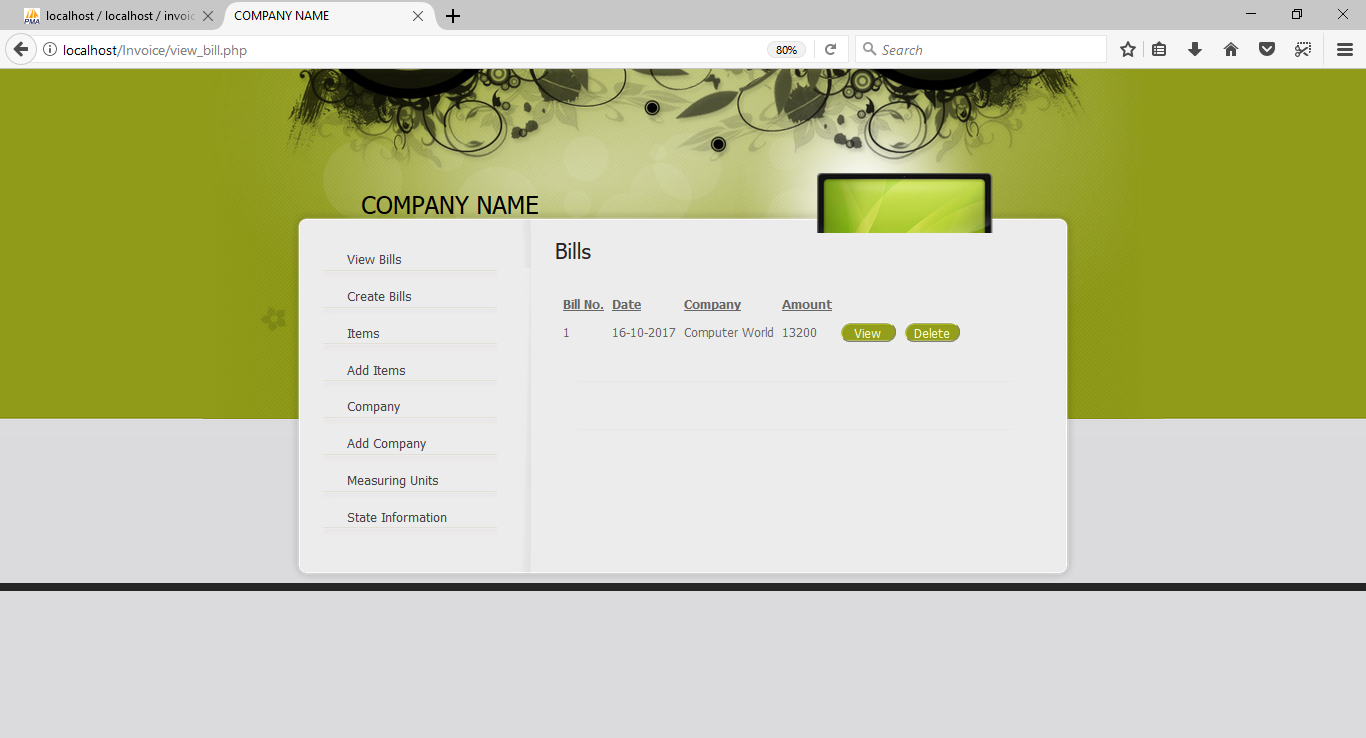 localhost / localhost / invoic
COMPANY NAME
localhost/Invoice/view_bill.php
80%
Search
COMPANY NAME
View Bills
Create Bills
Items
Add Items
Company
Add Company
Measuring Units
State Information
Bills
Bill No. Date Company Amount
1 16-10-2017 Computer World 13200 View Delete